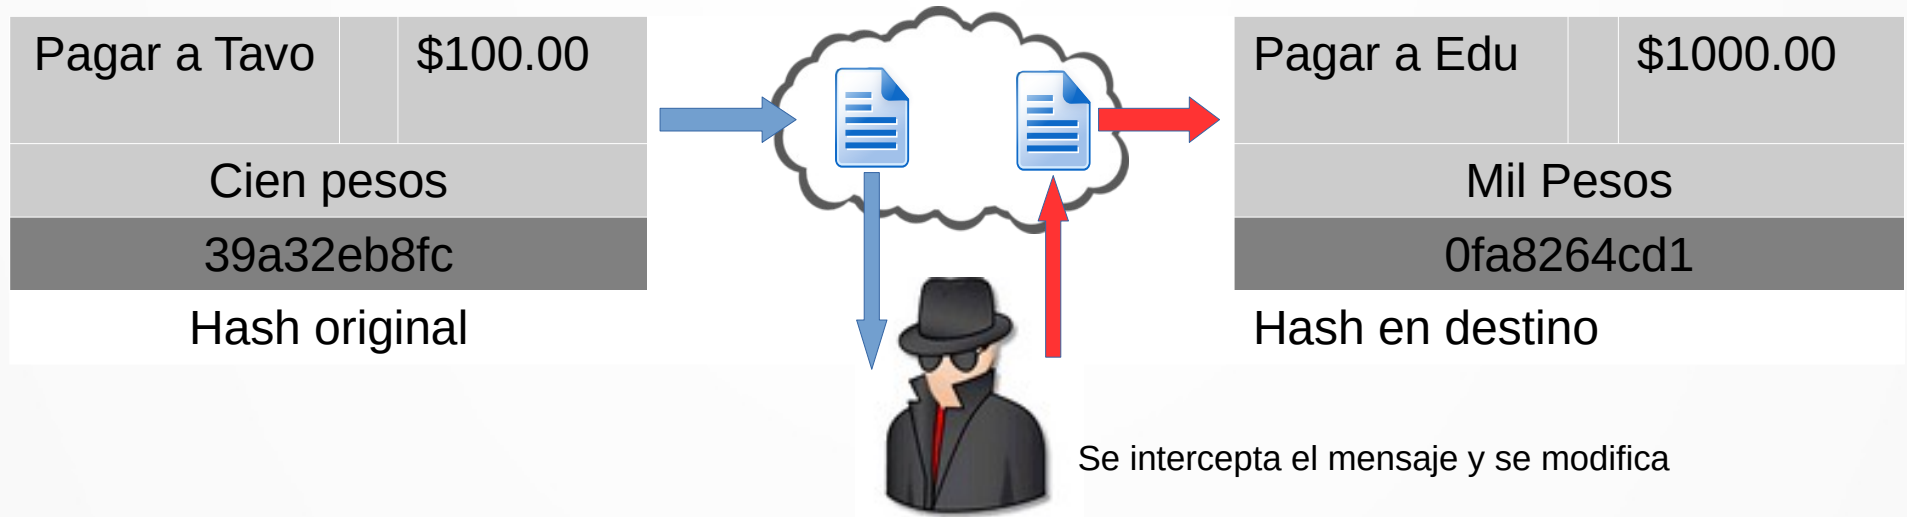 Pagar a Tavo $100.00
Cien pesos
39a32eb8fc
Hash original
Pagar a Edu $1000.00
Mil Pesos
0fa8264cd1
Hash en destino
Se intercepta el mensaje y se modifica